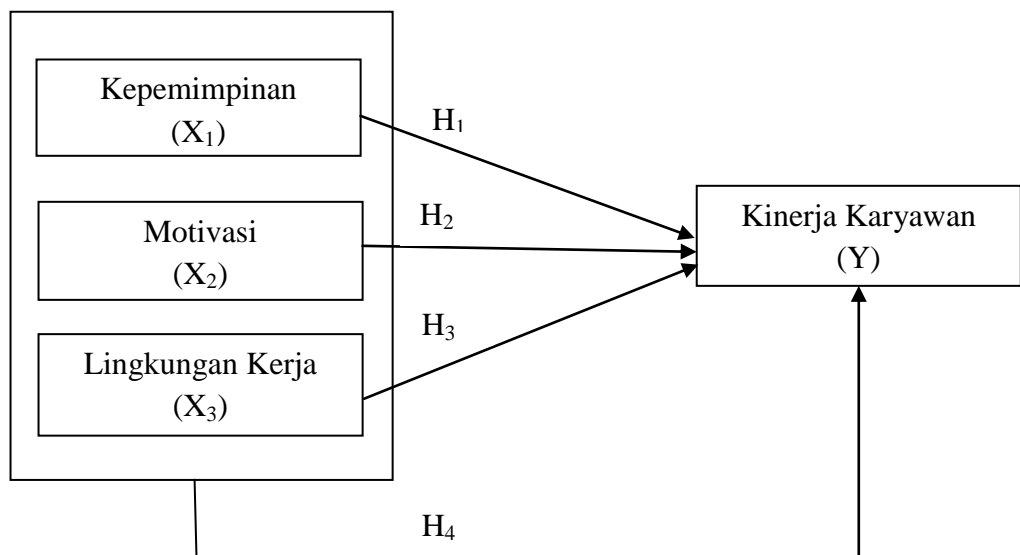 Kepemimpinan
(X₁)
H₁
Motivasi
(X₂)
H₂
Kinerja Karyawan
(Y)
H₃
Lingkungan Kerja
(X₃)
H₄